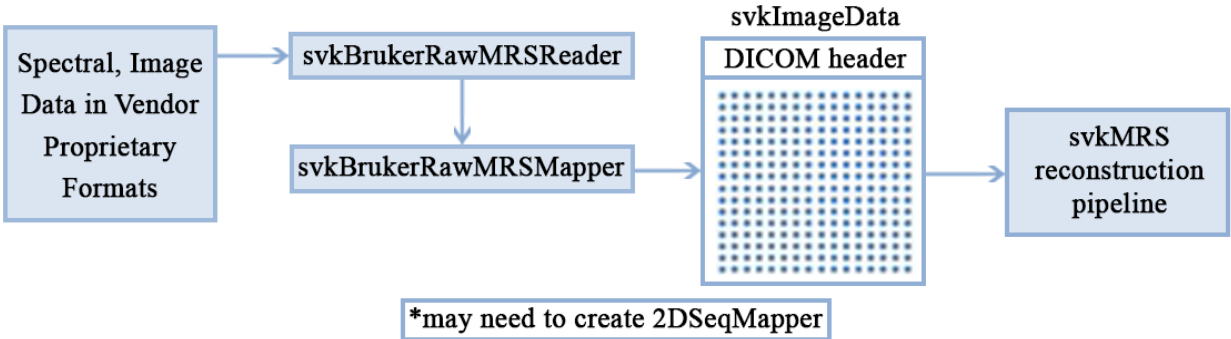 Spectral, Image
Data in Vendor
Proprietary
Formats
svkBrukerRawMRSReader
svkBrukerRawMRSMapper
svkImageData
DICOM header
svkMRS
reconstruction
pipeline
*may need to create 2DSeqMapper